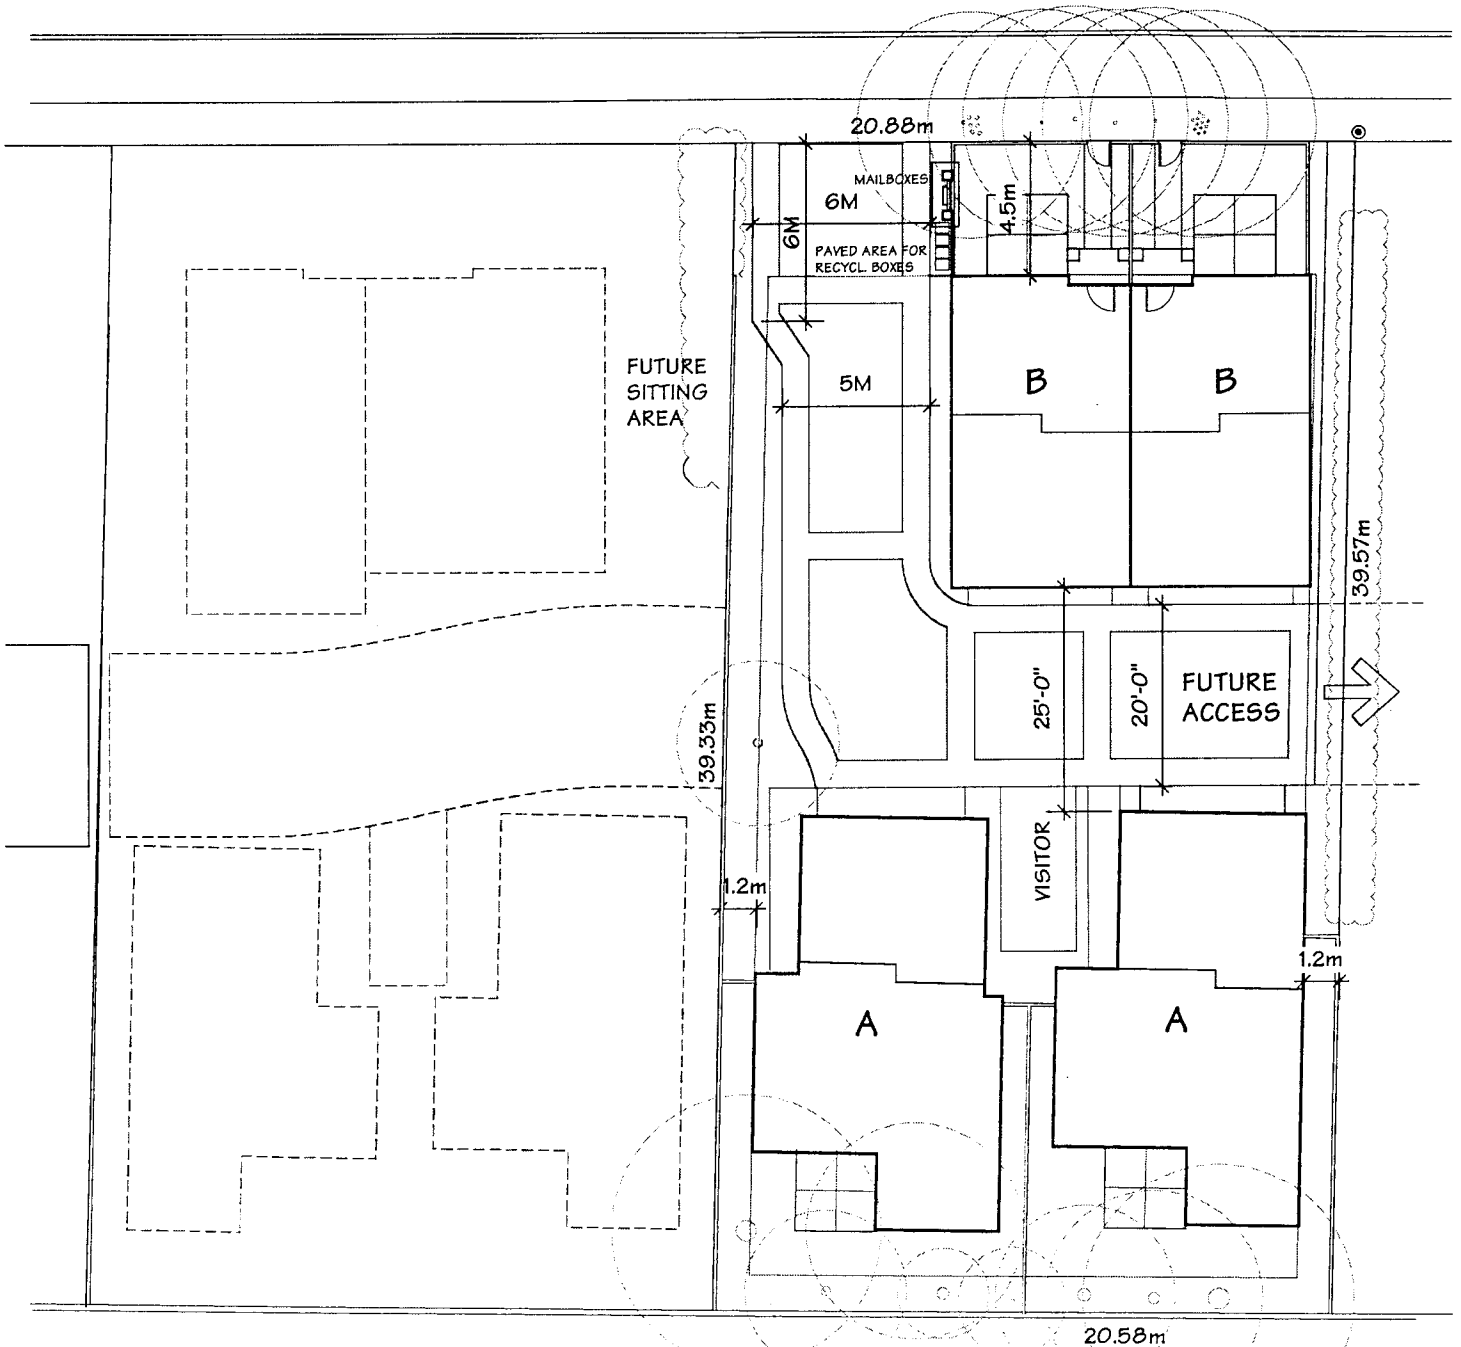 20.88m
MAILBOXES
6M
6M
4.5m
PAVED AREA FOR
RECYCL. BOXES
FUTURE
SITTING
AREA
5M
B
B
39.57m
25'-0"
20'-0"
FUTURE
ACCESS
39.33m
VISITOR
1.2m
1.2m
A
A
20.58m